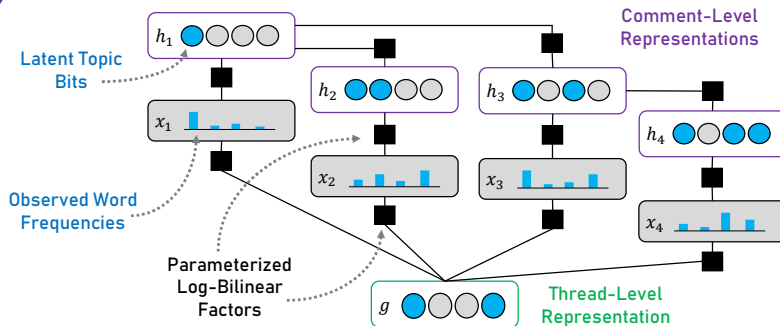 h1
Comment-Level
Representations
Latent Topic
Bits
h2
h3
x1
h4
Observed Word
Frequencies
x2
x3
x4
Parameterized
Log-Bilinear
Factors
g
Thread-Level
Representation